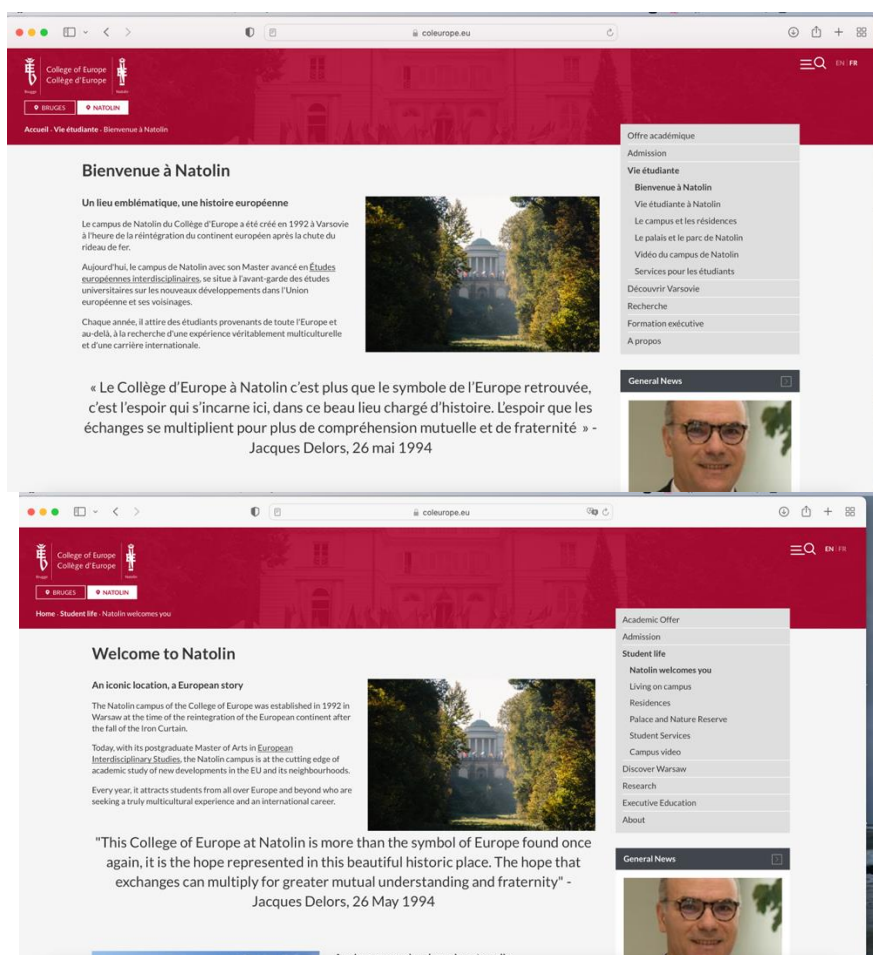 coleurope.eu
College of Europe
Collège d'Europe
Brugge
Natolin
EN | FR
BRUGES
NATOLIN
Accueil - Vie étudiante - Bienvenue à Natolin
Bienvenue à Natolin
Un lieu emblématique, une histoire européenne
Le campus de Natolin du Collège d'Europe a été créé en 1992 à Varsovie
à l'heure de la réintégration du continent européen après la chute du
rideau de fer.
Aujourd'hui, le campus de Natolin avec son Master avancé en Études
européennes interdisciplinaires, se situe à l'avant-garde des études
universitaires sur les nouveaux développements dans l'Union
européenne et ses voisinages.
Chaque année, il attire des étudiants provenants de toute l'Europe et
au-delà, à la recherche d'une expérience véritablement multiculturelle
et d'une carrière internationale.
« Le Collège d'Europe à Natolin c'est plus que le symbole de l'Europe retrouvée,
c'est l'espoir qui s'incarne ici, dans ce beau lieu chargé d'histoire. L'espoir que les
échanges se multiplient pour plus de compréhension mutuelle et de fraternité » -
Jacques Delors, 26 mai 1994
Offre académique
Admission
Vie étudiante
Bienvenue à Natolin
Vie étudiante à Natolin
Le campus et les résidences
Le palais et le parc de Natolin
Vidéo du campus de Natolin
Services pour les étudiants
Découvrir Varsovie
Recherche
Formation exécutive
A propos
General News
coleurope.eu
College of Europe
Collège d'Europe
Brugge
Natolin
EN | FR
BRUGES
NATOLIN
Home - Student life - Natolin welcomes you
Welcome to Natolin
An iconic location, a European story
The Natolin campus of the College of Europe was established in 1992 in
Warsaw at the time of the reintegration of the European continent after
the fall of the Iron Curtain.
Today, with its postgraduate Master of Arts in European
Interdisciplinary Studies, the Natolin campus is at the cutting edge of
academic study of new developments in the EU and its neighbourhoods.
Every year, it attracts students from all over Europe and beyond who are
seeking a truly multicultural experience and an international career.
"This College of Europe at Natolin is more than the symbol of Europe found once
again, it is the hope represented in this beautiful historic place. The hope that
exchanges can multiply for greater mutual understanding and fraternity" -
Jacques Delors, 26 May 1994
Academic Offer
Admission
Student life
Natolin welcomes you
Living on campus
Residences
Palace and Nature Reserve
Student Services
Campus video
Discover Warsaw
Research
Executive Education
About
General News